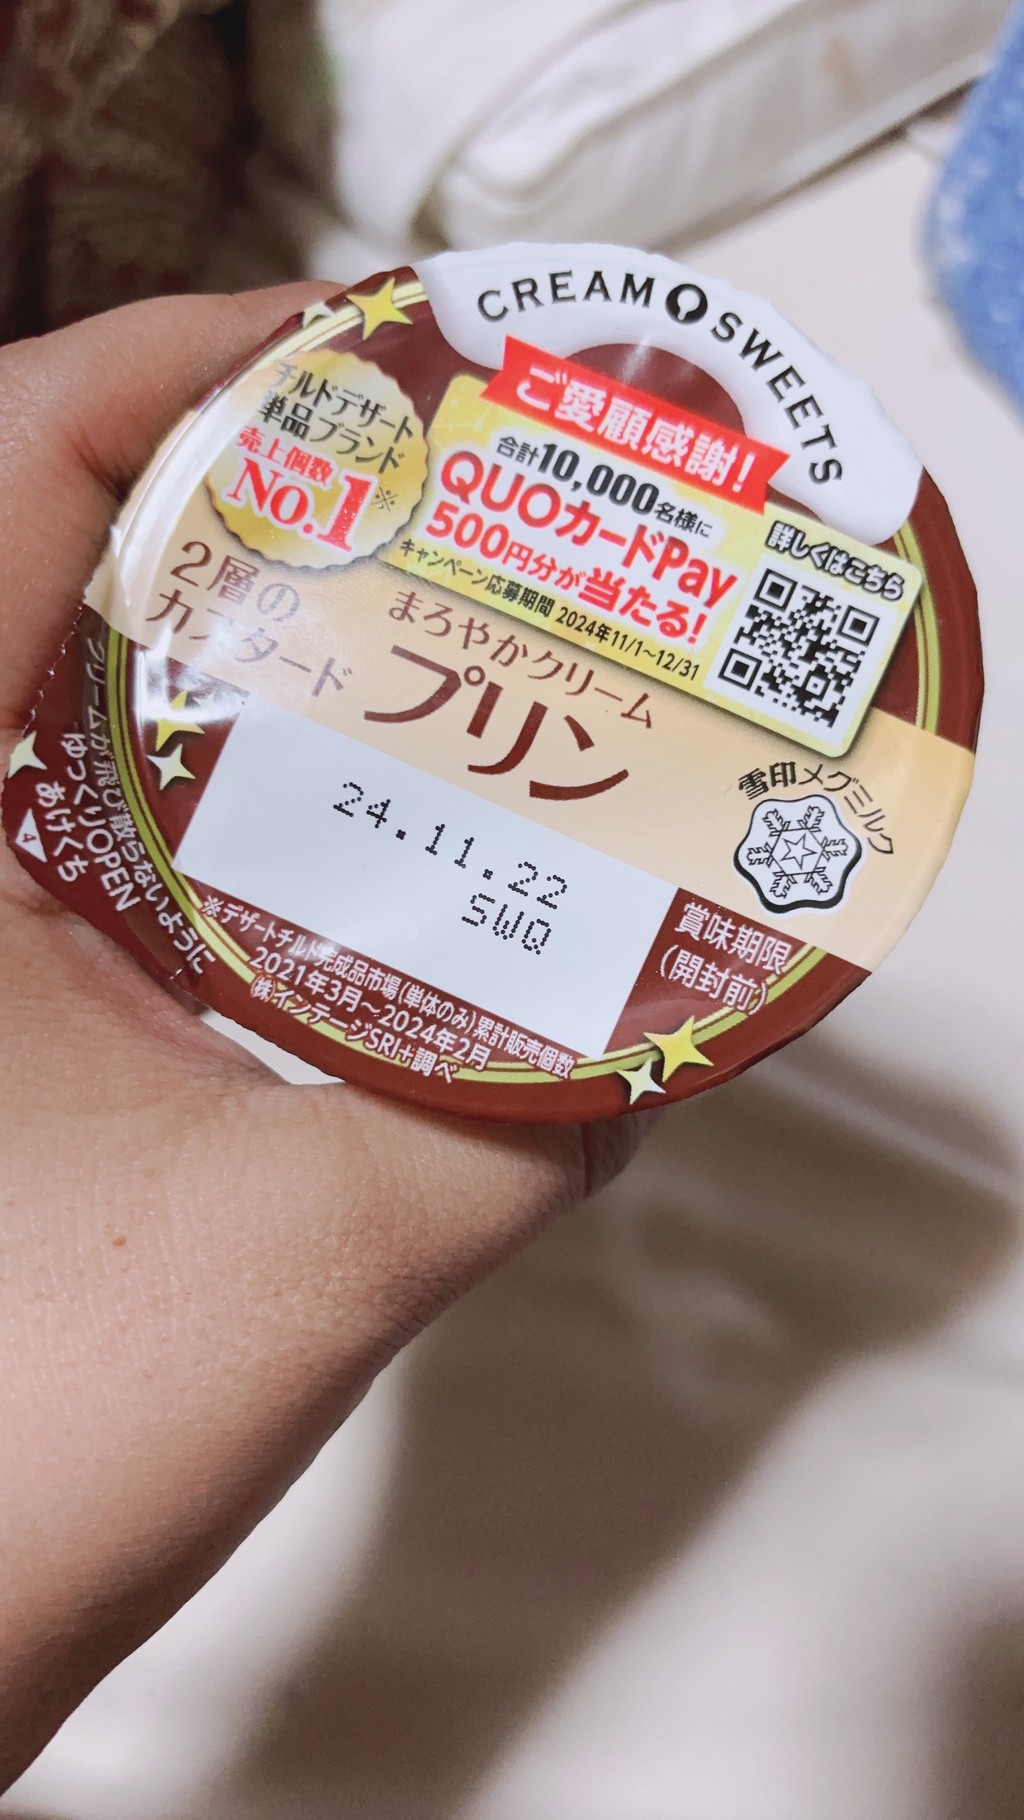 CREAM SWEETS
ご愛顧感謝!
合計10,000名様に
QUOカードPay
500円分が当たる!
キャンペーン応募期間 2024年11/1~12/31
詳しくはこちら
チルドデザート
単品ブランド
売上個数
No.1※
2層の
カスタード
まろやかクリーム
プリン
雪印メグミルク
24.11.22
SWQ
賞味期限
(開封前)
※デザートチルド完成品市場(単体のみ)累計販売個数
2021年3月~2024年2月
㈱インテージSRI+調べ
クリームが飛び散らないように
ゆっくりOPEN
あけくち